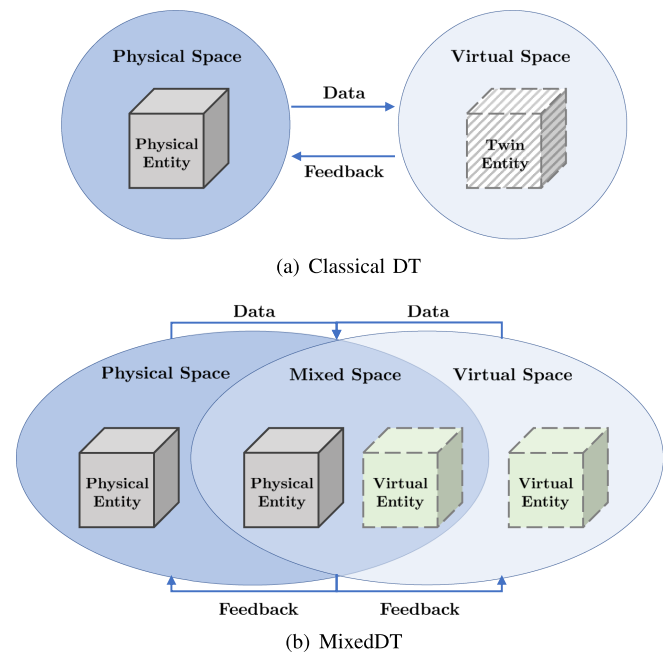 Physical Space
Virtual Space
Physical
Entity
Data
Feedback
Twin
Entity
(a) Classical DT
Data
Data
Physical Space
Mixed Space
Virtual Space
Physical
Entity
Physical
Entity
Virtual
Entity
Virtual
Entity
Feedback
Feedback
(b) MixedDT